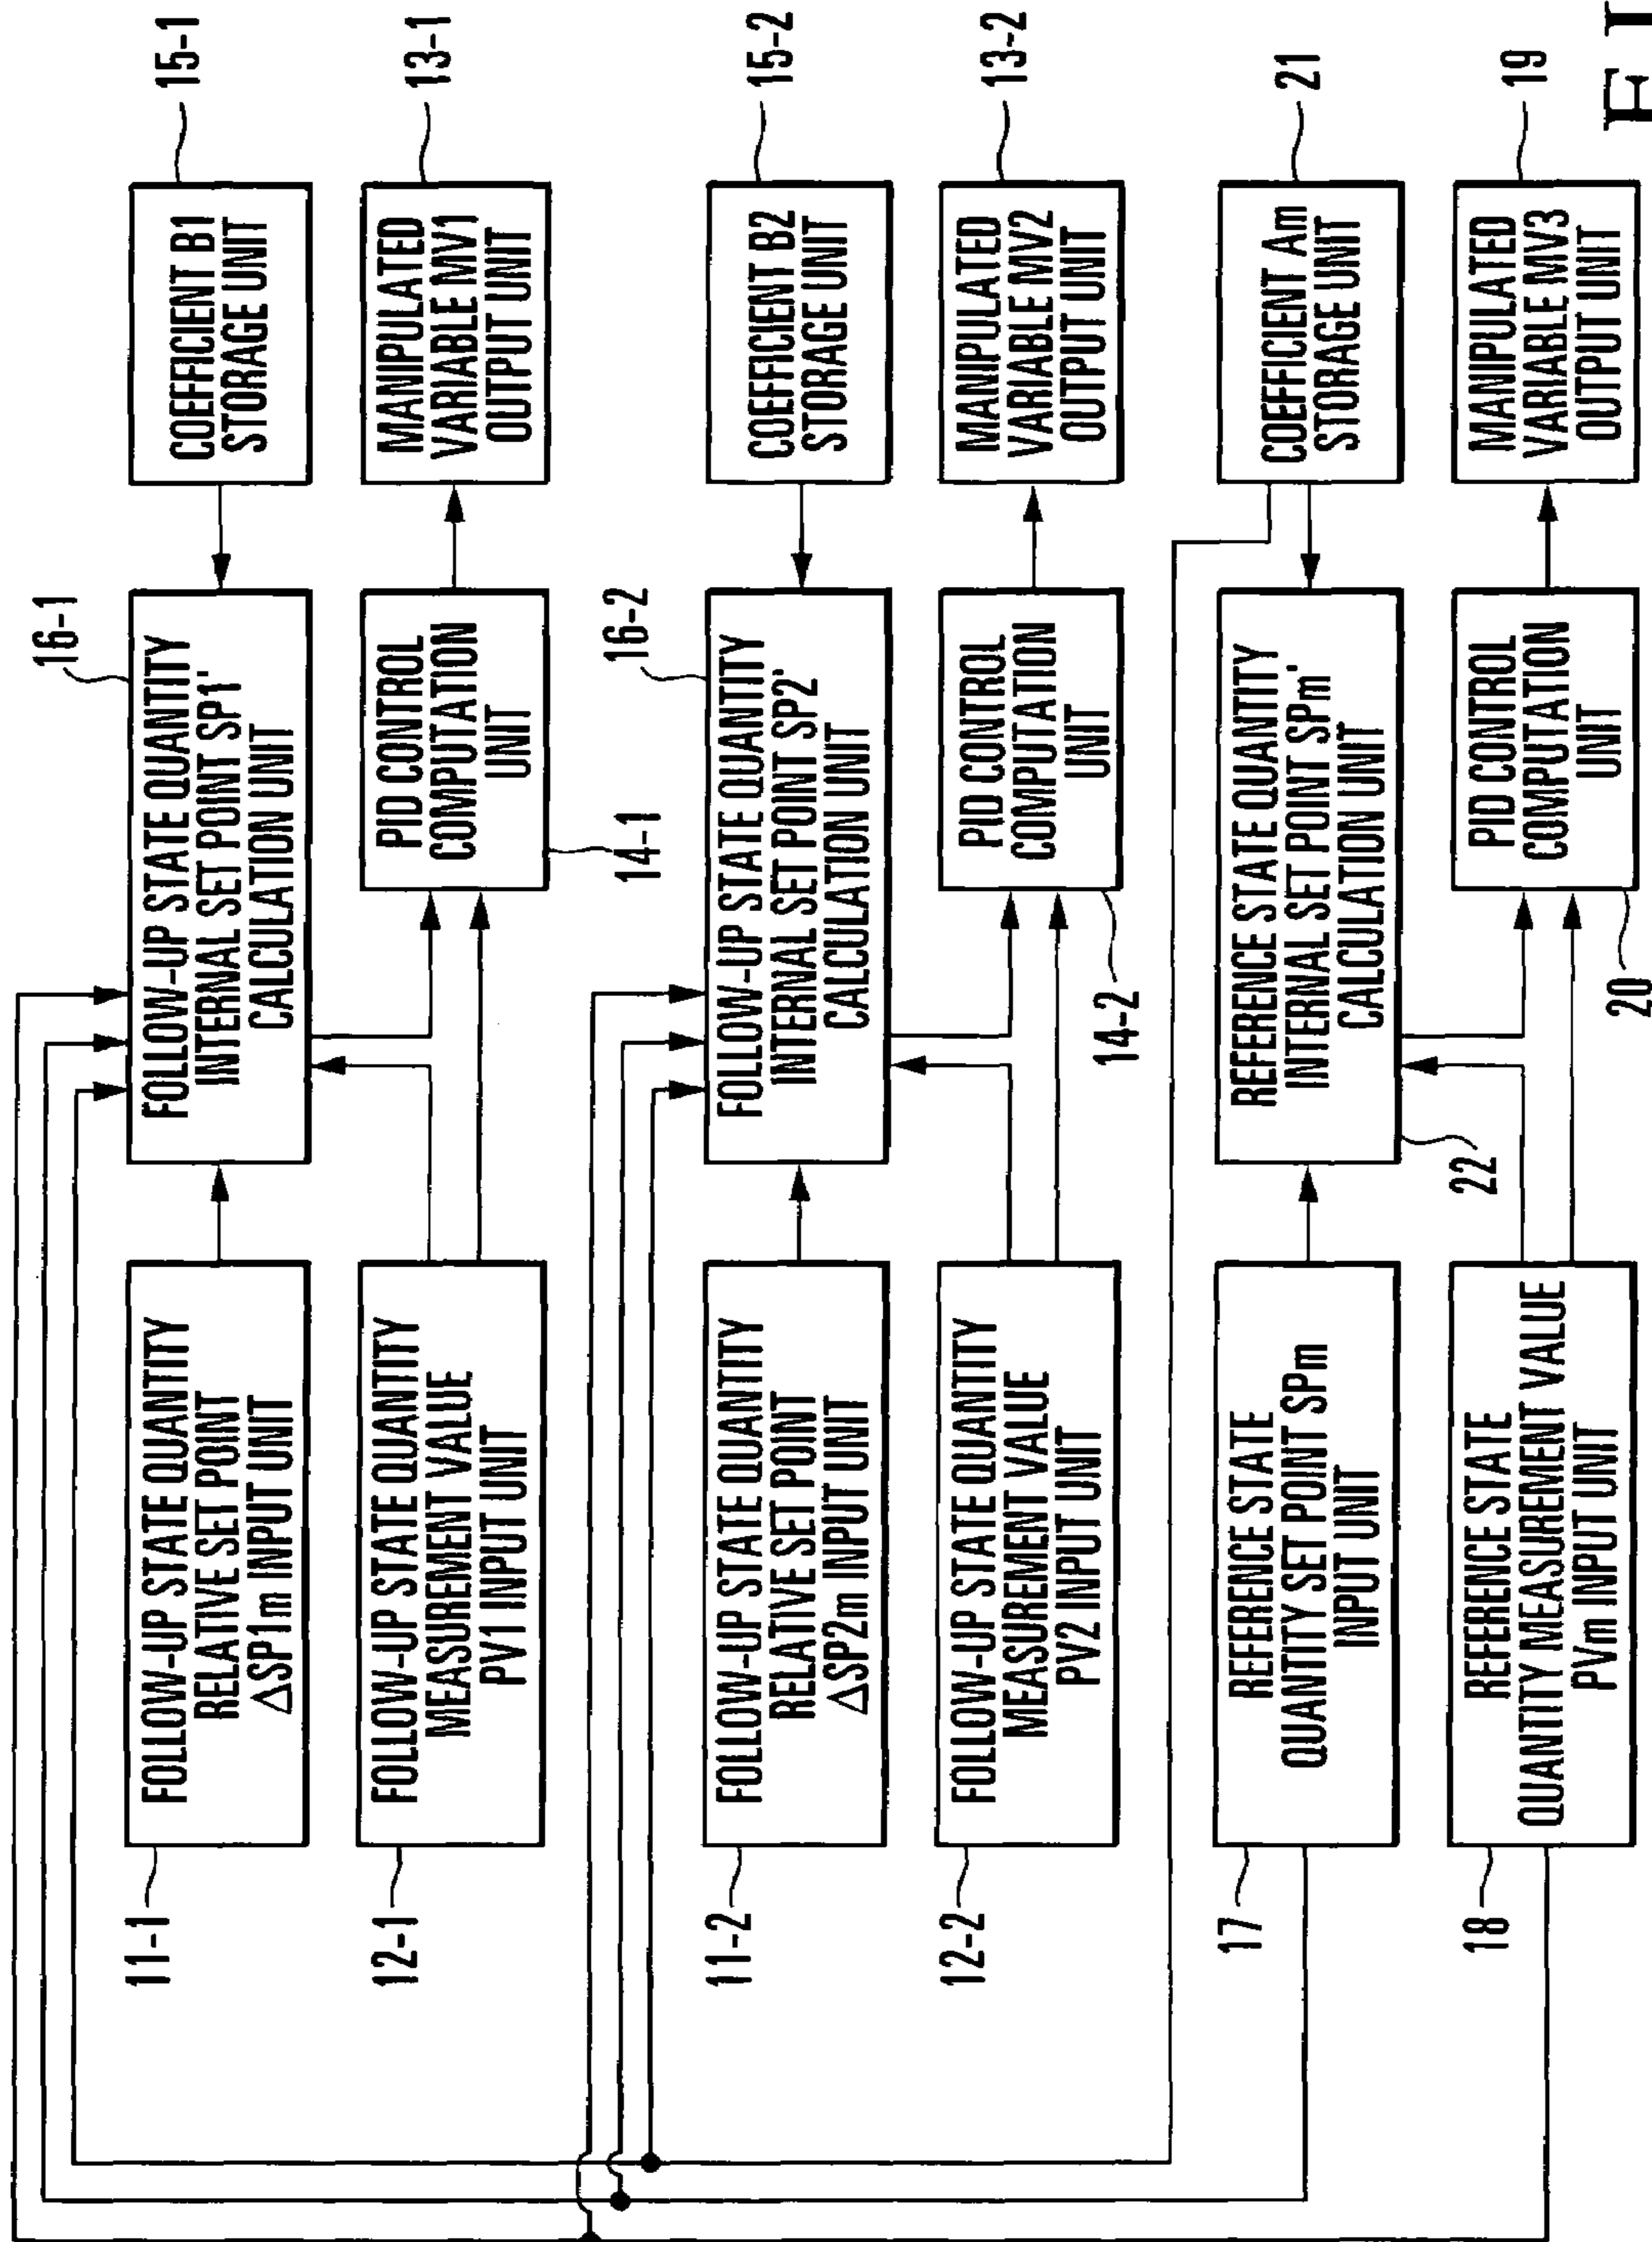 11-1
FOLLOW-UP STATE QUANTITY
RELATIVE SET POINT
ΔSP1m INPUT UNIT
16-1
FOLLOW-UP STATE QUANTITY
INTERNAL SET POINT SP1'
CALCULATION UNIT
COEFFICIENT B1
STORAGE UNIT
15-1
12-1
FOLLOW-UP STATE QUANTITY
MEASUREMENT VALUE
PV1 INPUT UNIT
PID CONTROL
COMPUTATION
UNIT
14-1
MANIPULATED
VARIABLE MV1
OUTPUT UNIT
13-1
11-2
FOLLOW-UP STATE QUANTITY
RELATIVE SET POINT
ΔSP2m INPUT UNIT
16-2
FOLLOW-UP STATE QUANTITY
INTERNAL SET POINT SP2'
CALCULATION UNIT
COEFFICIENT B2
STORAGE UNIT
15-2
12-2
FOLLOW-UP STATE QUANTITY
MEASUREMENT VALUE
PV2 INPUT UNIT
PID CONTROL
COMPUTATION
UNIT
14-2
MANIPULATED
VARIABLE MV2
OUTPUT UNIT
13-2
17
REFERENCE STATE
QUANTITY SET POINT SPm
INPUT UNIT
REFERENCE STATE QUANTITY
INTERNAL SET POINT SPm'
CALCULATION UNIT
22
COEFFICIENT Am
STORAGE UNIT
21
18
REFERENCE STATE
QUANTITY MEASUREMENT VALUE
PVm INPUT UNIT
PID CONTROL
COMPUTATION
UNIT
20
MANIPULATED
VARIABLE MV3
OUTPUT UNIT
19